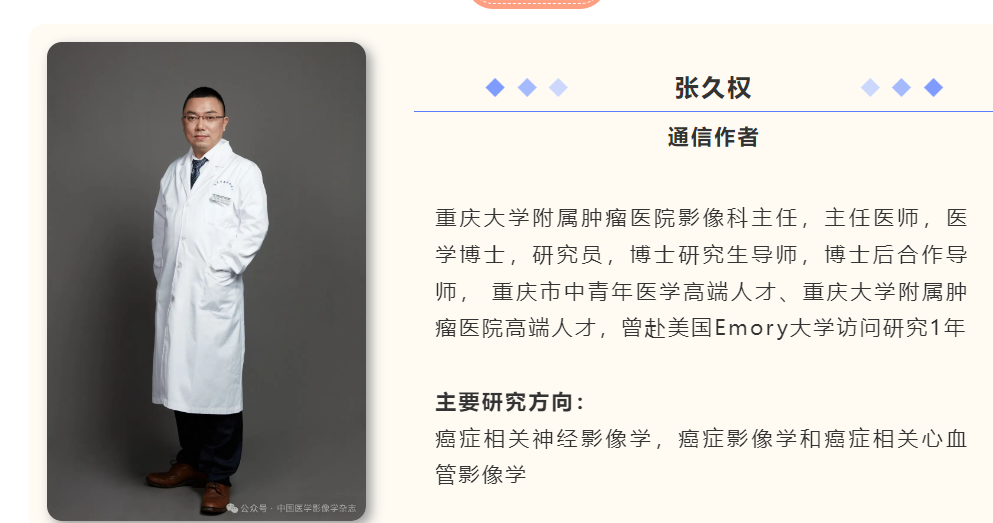 张久权
通信作者
重庆大学附属肿瘤医院影像科主任，主任医师，医
学博士，研究员，博士研究生导师，博士后合作导
师， 重庆市中青年医学高端人才、重庆大学附属肿
瘤医院高端人才，曾赴美国Emory大学访问研究1年
主要研究方向：
癌症相关神经影像学，癌症影像学和癌症相关心血
管影像学
公众号 · 中国医学影像学杂志